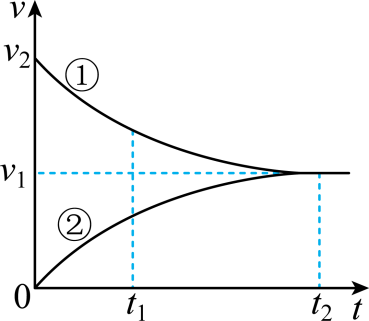 v
v₂
①
v₁
②
0
t₁
t₂
t